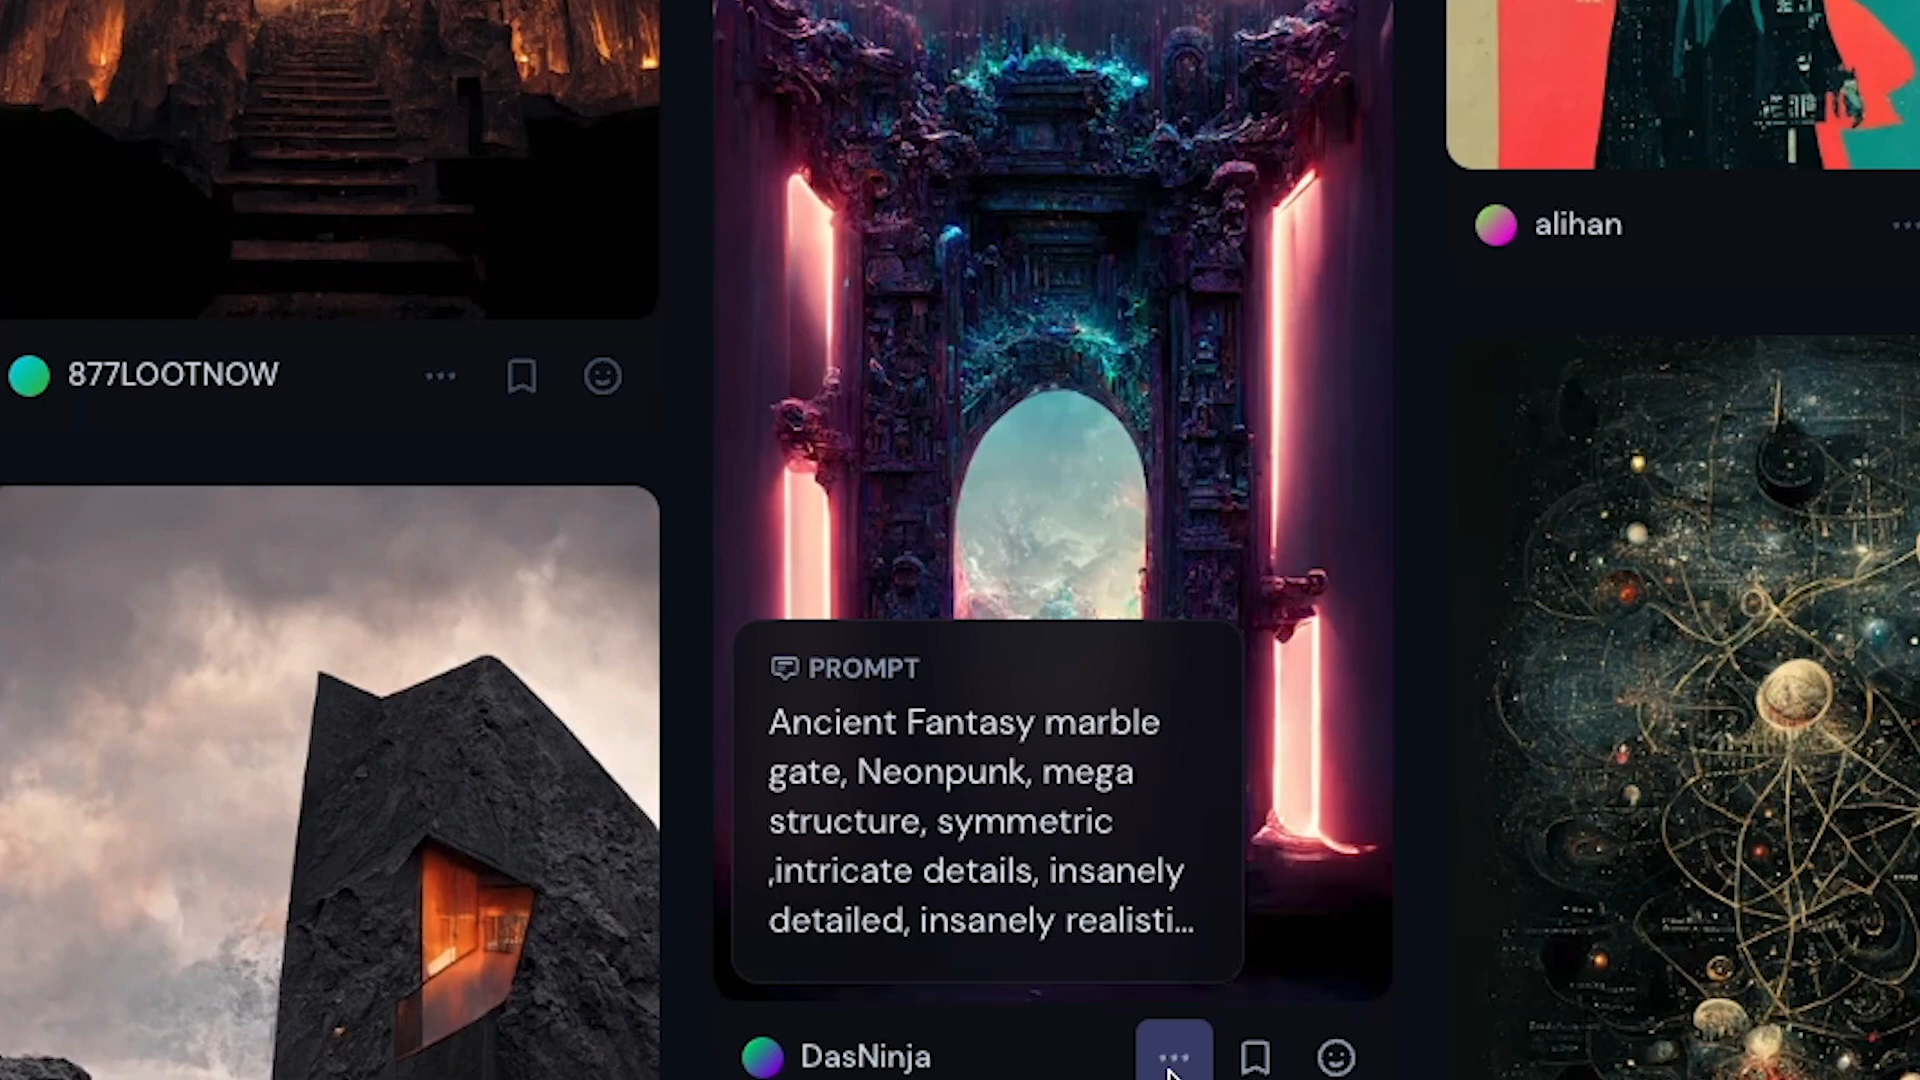 877LOOTNOW
PROMPT
Ancient Fantasy marble
gate, Neonpunk, mega
structure, symmetric
,intricate details, insanely
detailed, insanely realisti...
DasNinja
alihan